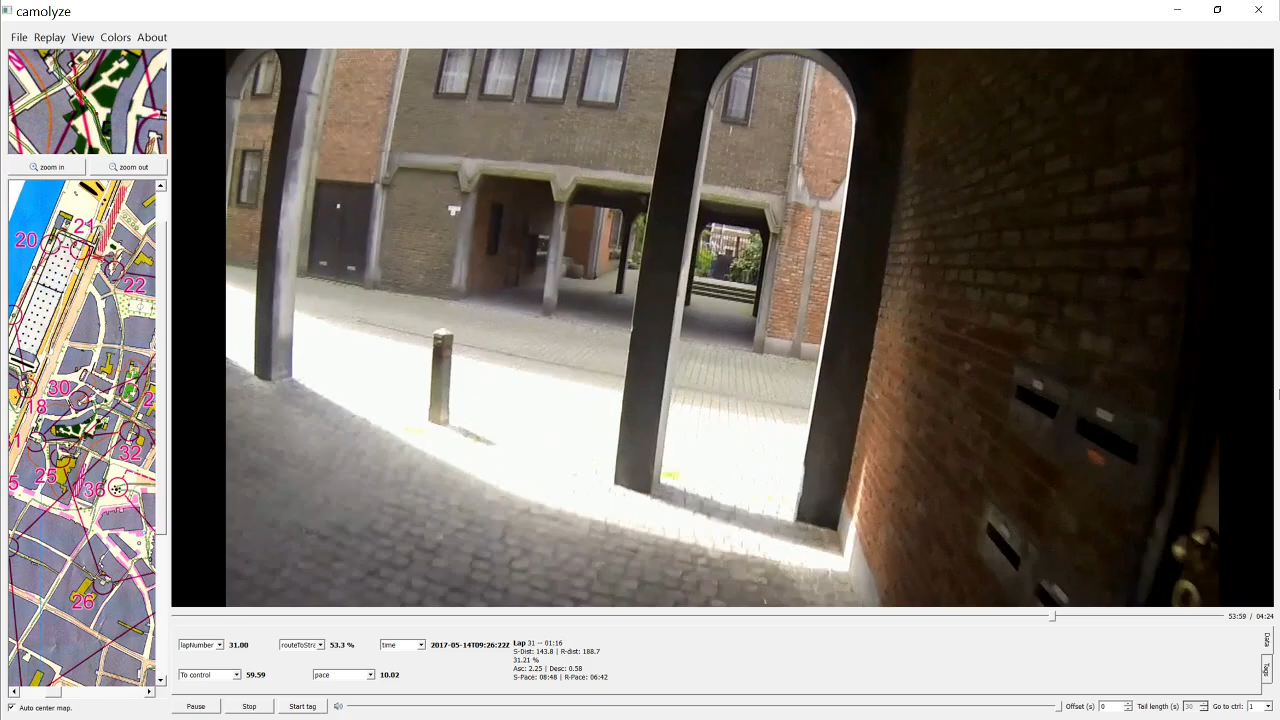 camolyze
File Replay View Colors About
zoom in zoom out
21
20
22
30
18
2
1
32
25
5
36
26
53:59 / 04:24
lapNumber 31.00 routeToStra 53.3 % time 2017-05-14T09:26:22Z
To control 59.59 pace 10.02
Lap 31 -- 01:16
S-Dist: 143.8 | R-dist: 188.7
31.21 %
Asc: 2.25 | Desc: 0.58
S-Pace: 08:48 | R-Pace: 06:42
Data
Tags
Auto center map.
Pause Stop Start tag
Offset (s) 0 Tail length (s) 30 Go to ctrl: 1